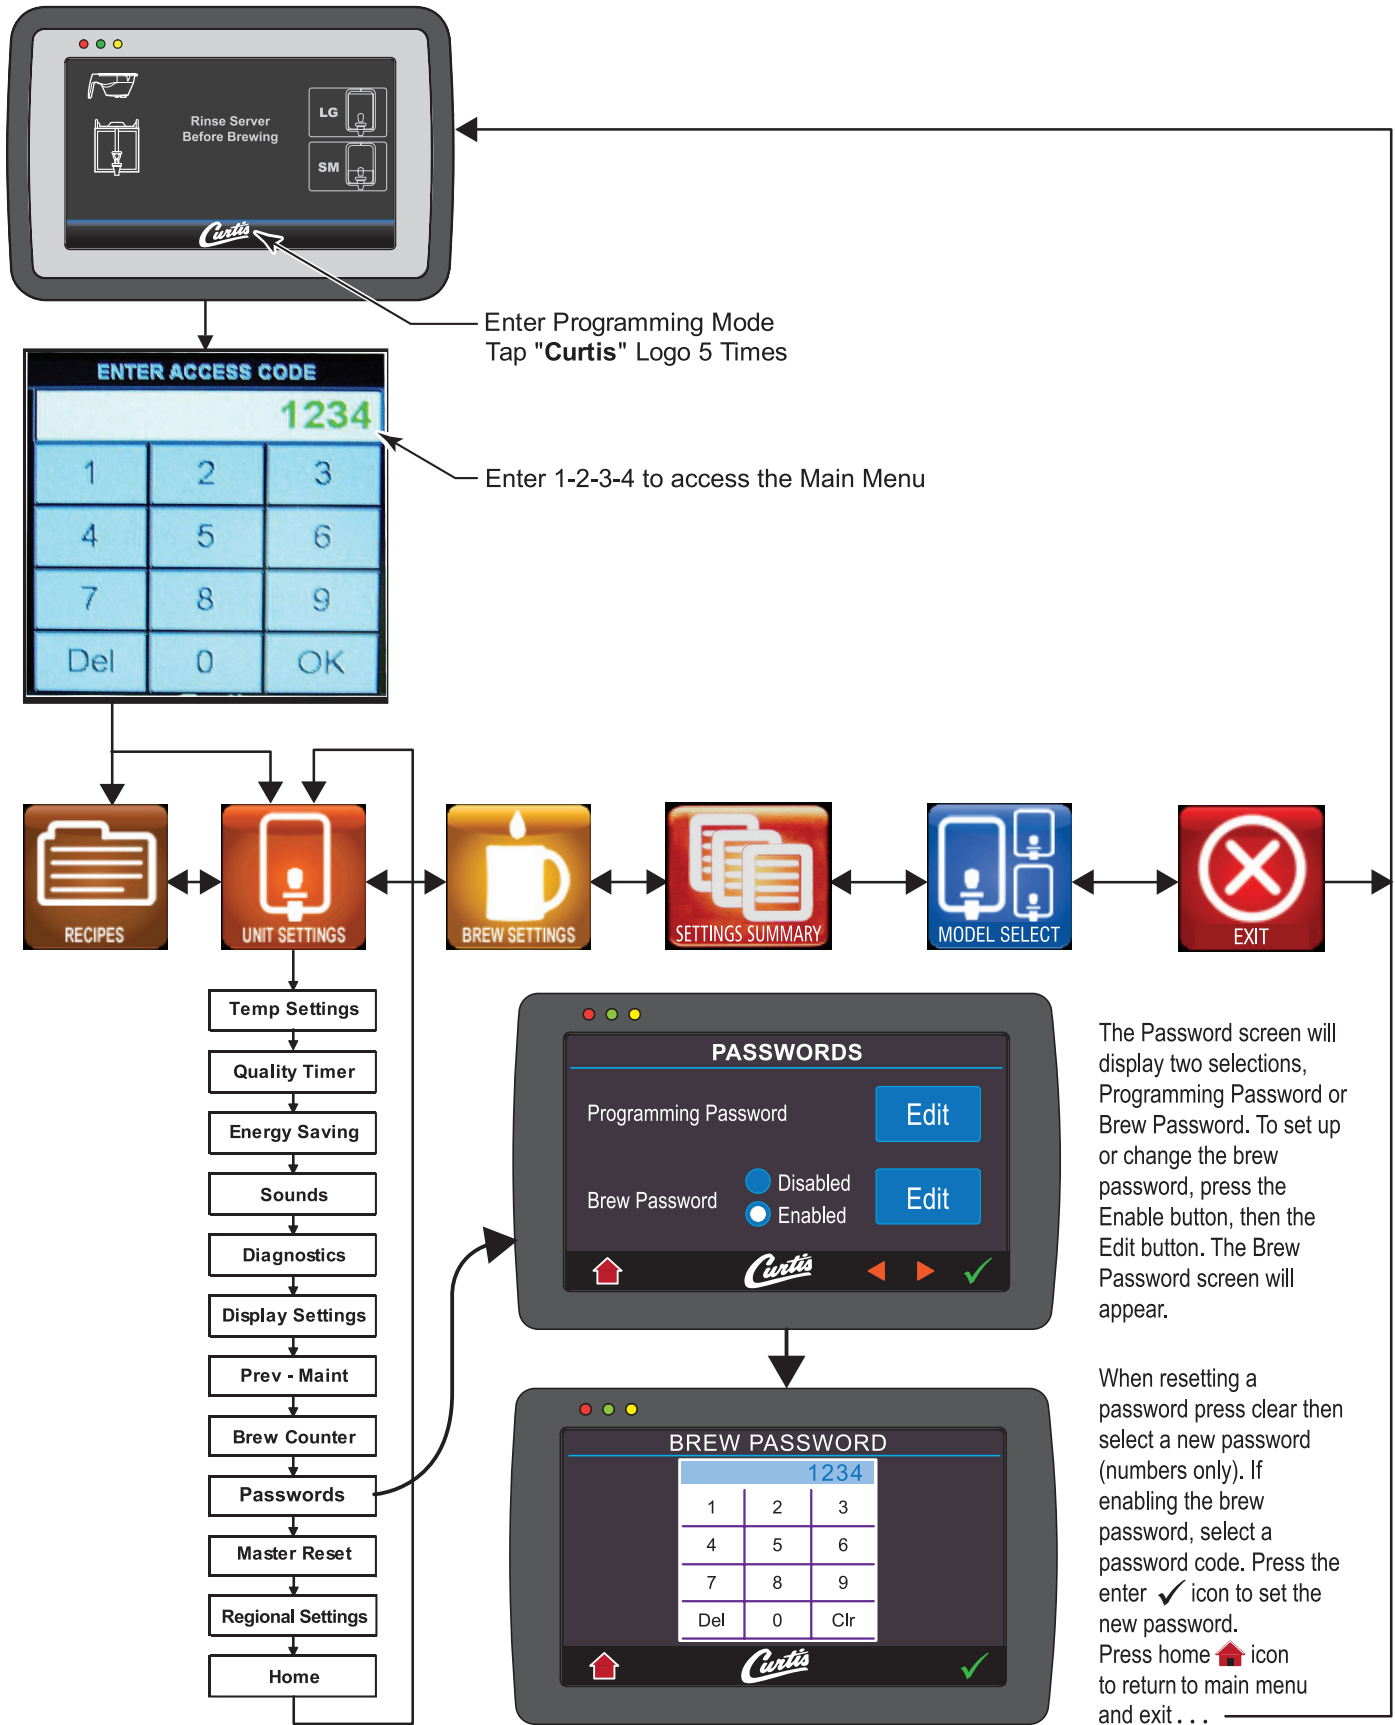 Rinse Server
Before Brewing
LG
SM
Curtis
Enter Programming Mode
Tap "Curtis" Logo 5 Times
ENTER ACCESS CODE
1234
1 2 3
4 5 6
7 8 9
Del 0 OK
Enter 1-2-3-4 to access the Main Menu
RECIPES
UNIT SETTINGS
BREW SETTINGS
SETTINGS SUMMARY
MODEL SELECT
EXIT
Temp Settings
Quality Timer
Energy Saving
Sounds
Diagnostics
Display Settings
Prev - Maint
Brew Counter
Passwords
Master Reset
Regional Settings
Home
PASSWORDS
Programming Password
Edit
Brew Password
Disabled
Enabled
Edit
Curtis
BREW PASSWORD
1234
1 2 3
4 5 6
7 8 9
Del 0 Clr
Curtis
The Password screen will
display two selections,
Programming Password or
Brew Password. To set up
or change the brew
password, press the
Enable button, then the
Edit button. The Brew
Password screen will
appear.
When resetting a
password press clear then
select a new password
(numbers only). If
enabling the brew
password, select a
password code. Press the
enter ✓ icon to set the
new password.
Press home icon
to return to main menu
and exit . . .